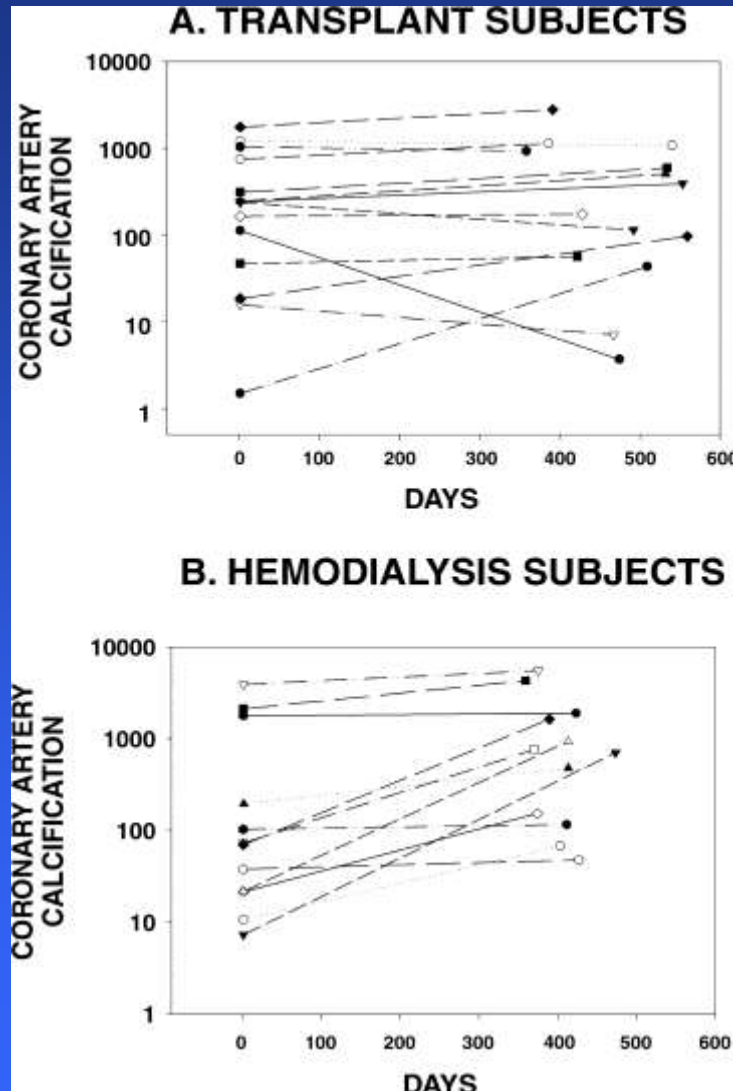 A. TRANSPLANT SUBJECTS
10000
1000
100
10
1
CORONARY ARTERY
CALCIFICATION
0 100 200 300 400 500 600
DAYS
B. HEMODIALYSIS SUBJECTS
10000
1000
100
10
1
CORONARY ARTERY
CALCIFICATION
0 100 200 300 400 500 600
DAYS